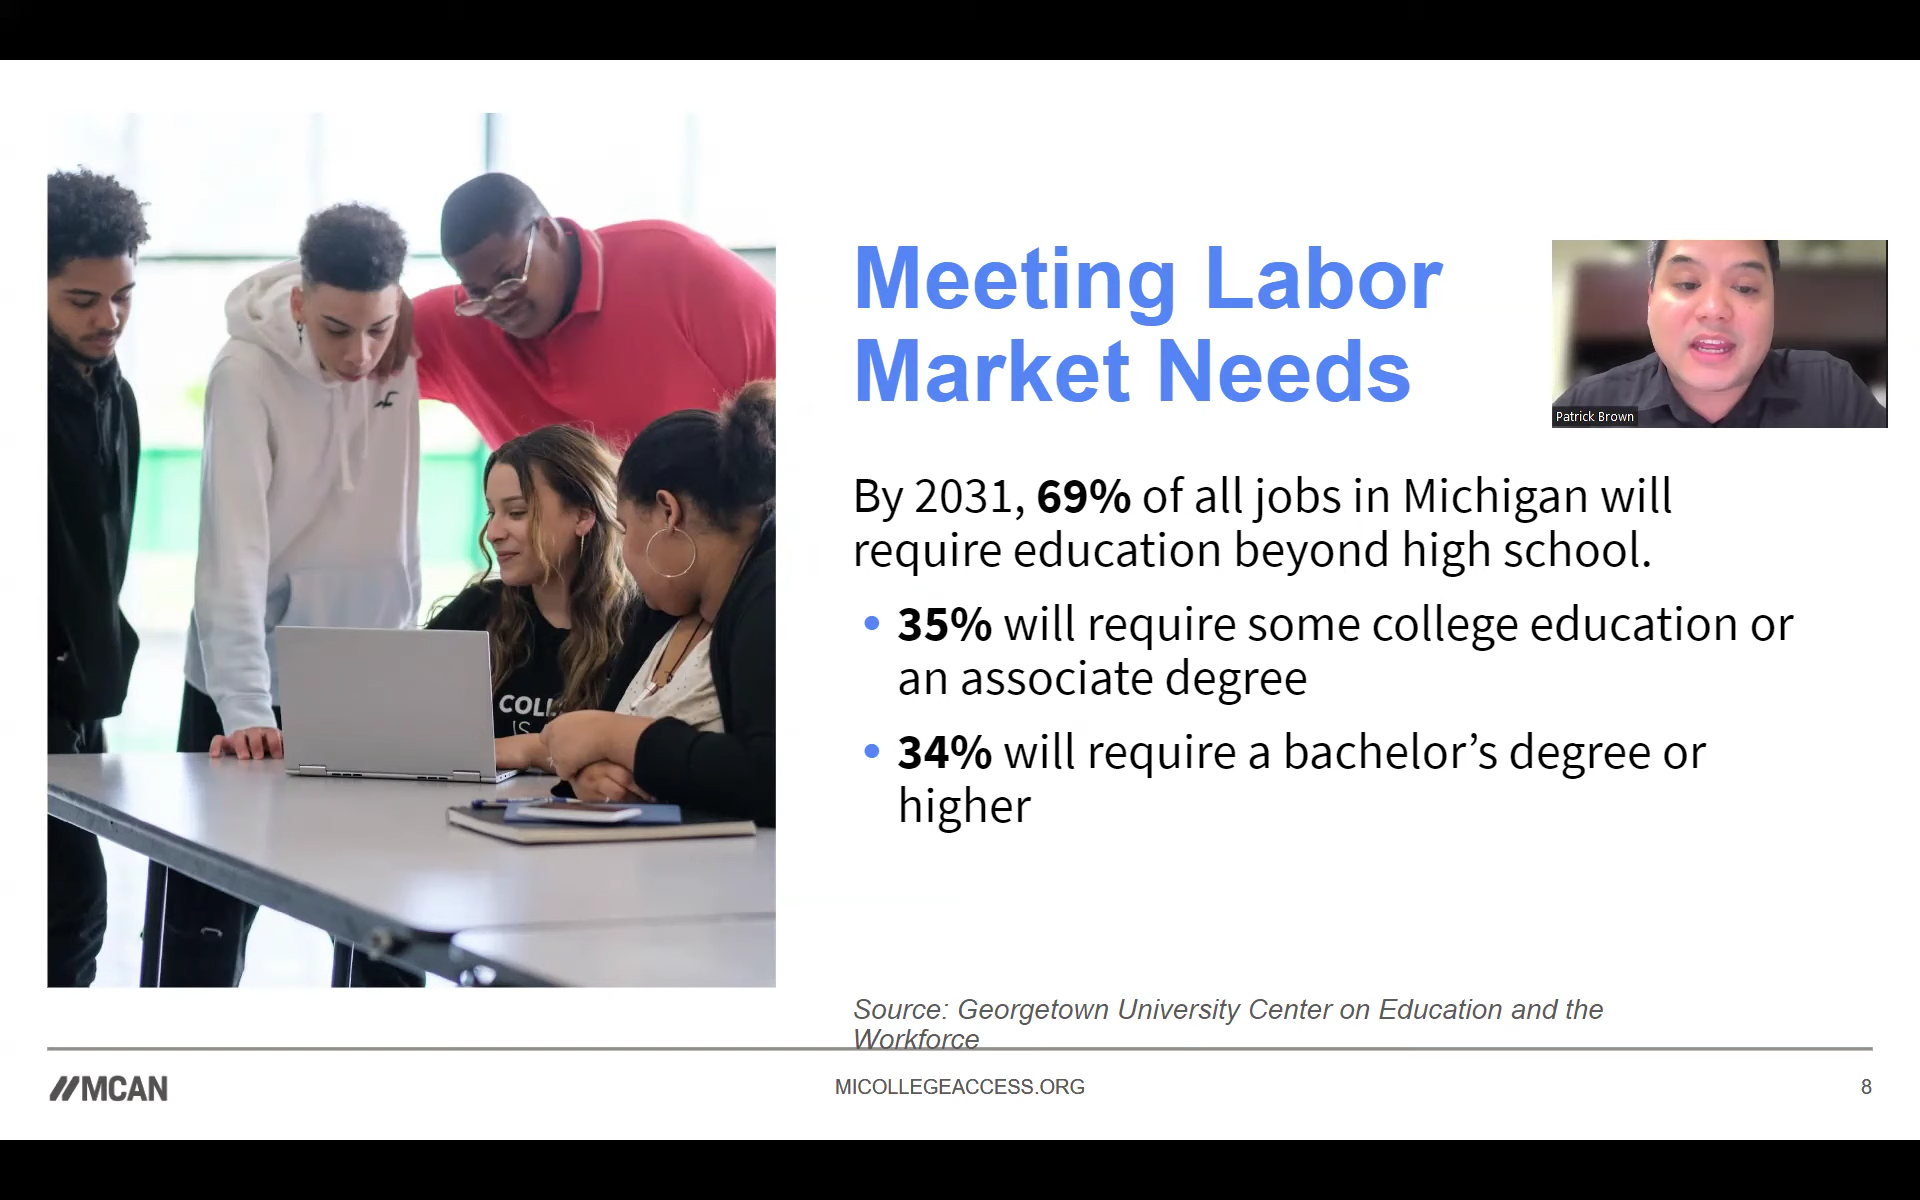 Meeting Labor
Market Needs
Patrick Brown
By 2031, 69% of all jobs in Michigan will
require education beyond high school.
• 35% will require some college education or
an associate degree
• 34% will require a bachelor’s degree or
higher
Source: Georgetown University Center on Education and the
Workforce
MCAN
MICOLLEGEACCESS.ORG
8